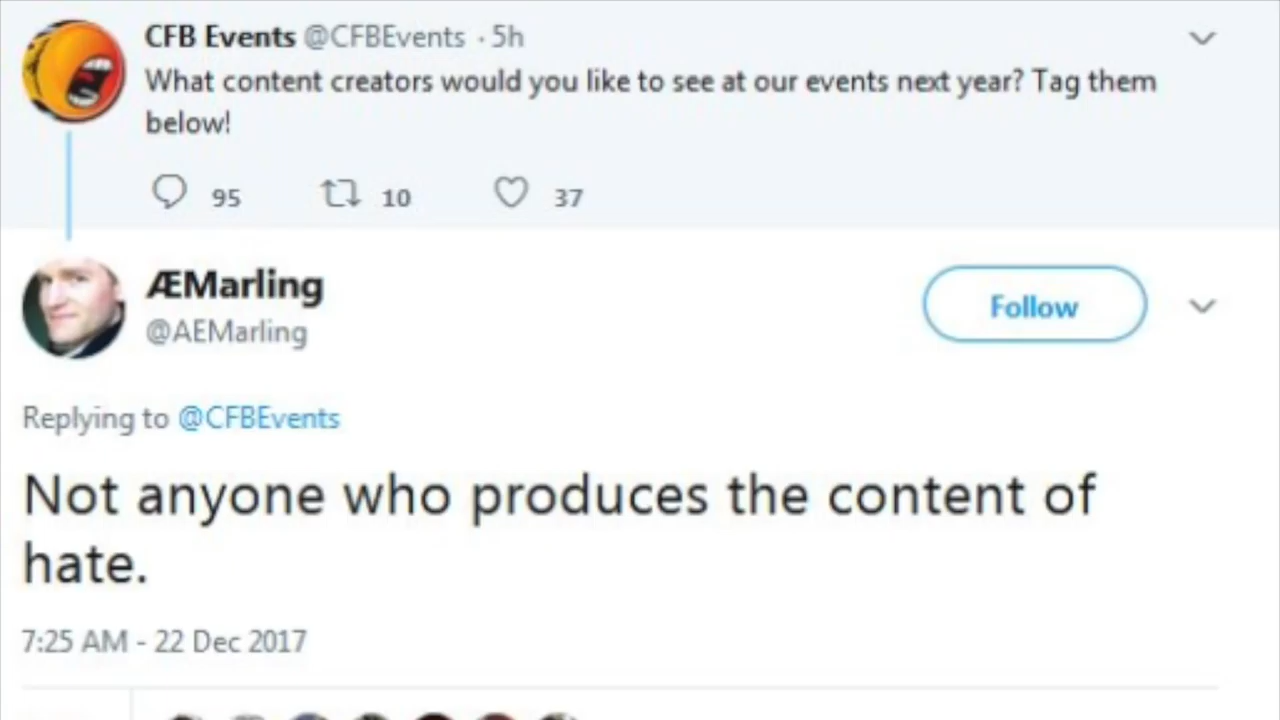 CFB Events @CFBEvents · 5h
What content creators would you like to see at our events next year? Tag them
below!
95 10 37
ÆMarling
@AEMarling
Follow
Replying to @CFBEvents
Not anyone who produces the content of
hate.
7:25 AM - 22 Dec 2017